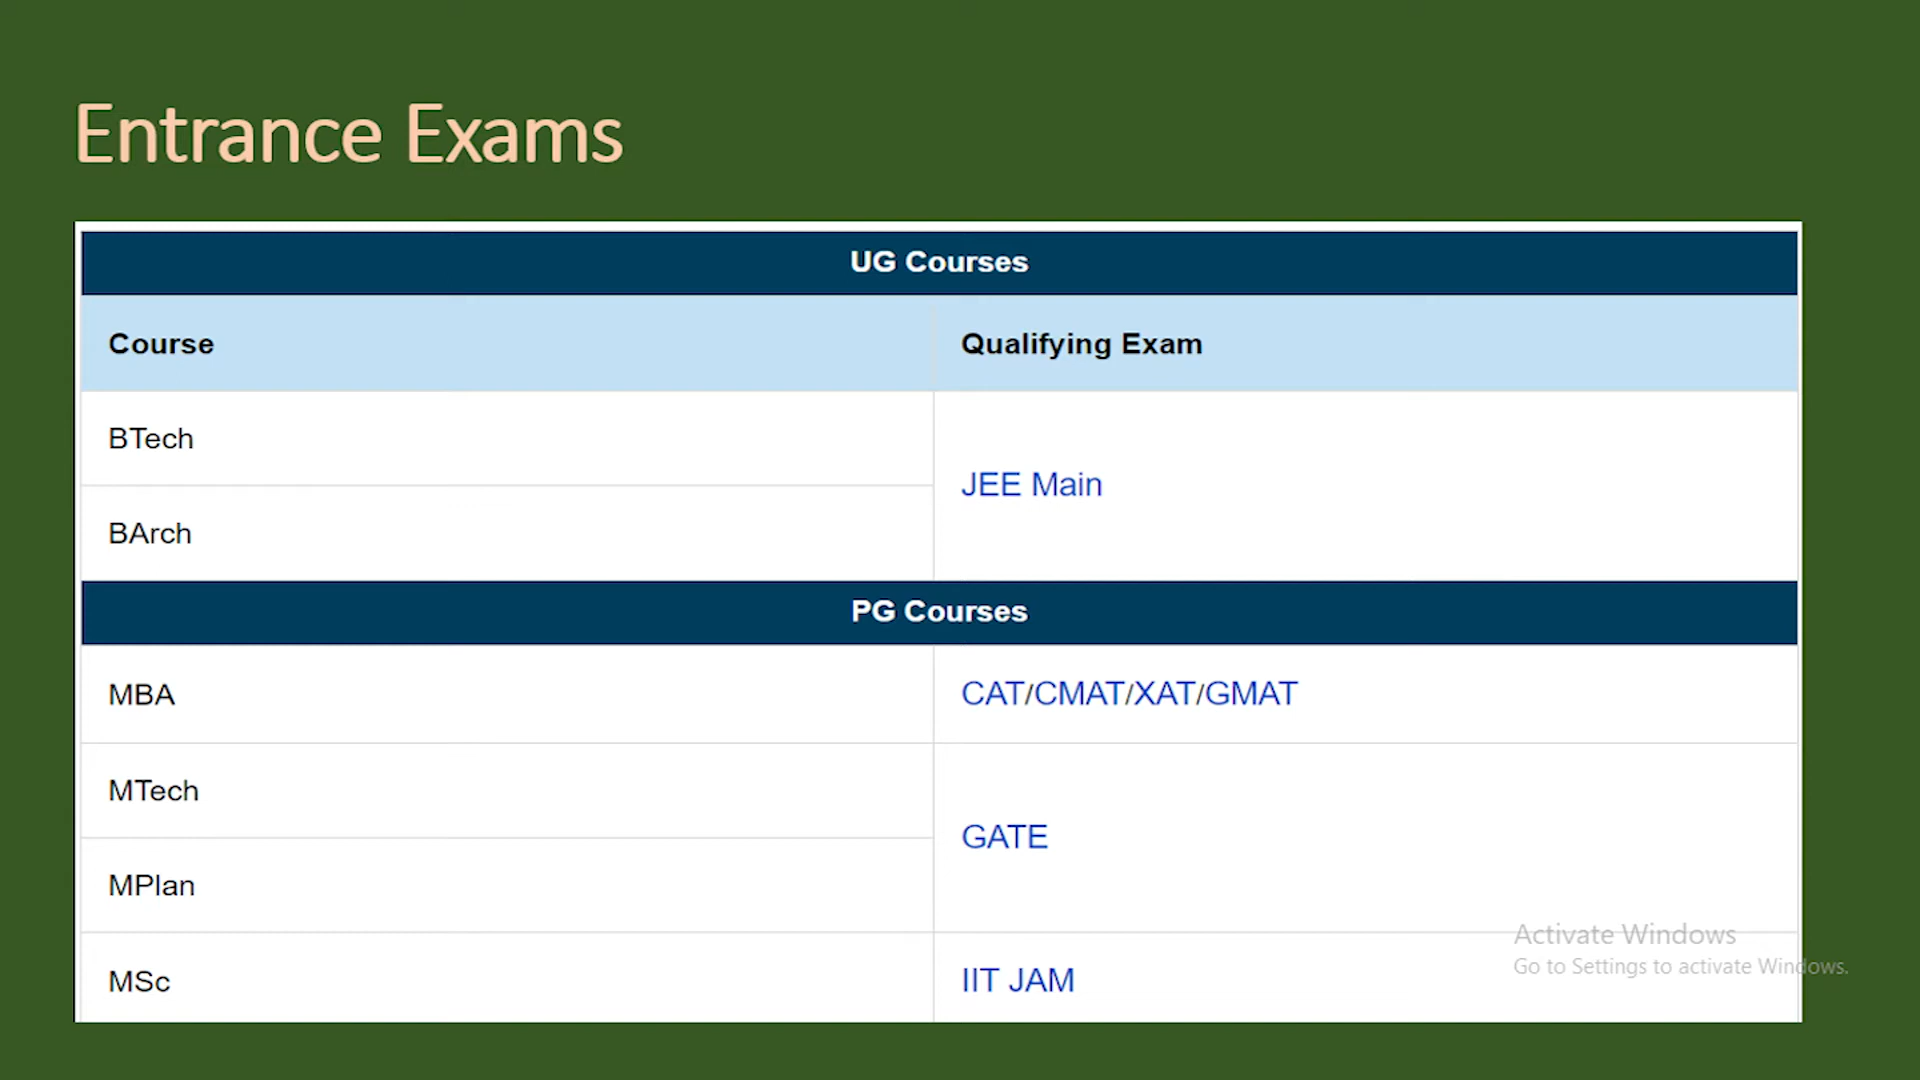 Entrance Exams
UG Courses
Course Qualifying Exam
BTech
JEE Main
BArch
PG Courses
MBA CAT/CMAT/XAT/GMAT
MTech
GATE
MPlan
MSc IIT JAM
Activate Windows
Go to Settings to activate Windows.